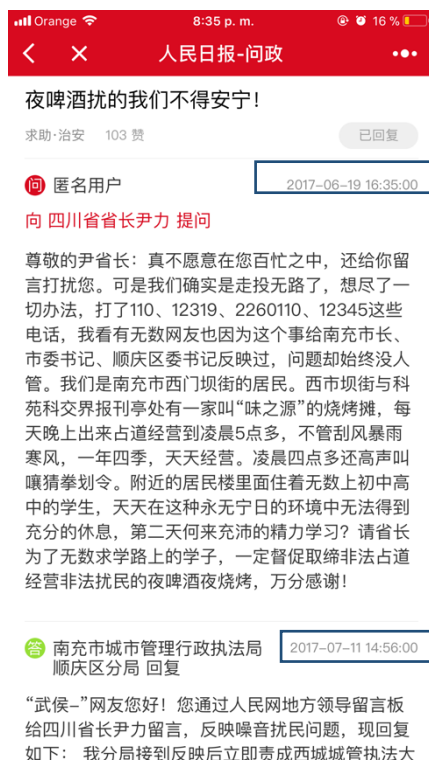 Orange 8:35 p. m. 16 %
人民日报-问政
夜啤酒扰的我们不得安宁！
求助·治安 103 赞 已回复
问 匿名用户 2017-06-19 16:35:00
向 四川省省长尹力 提问
尊敬的尹省长：真不愿意在您百忙之中，还给你留
言打扰您。可是我们确实是走投无路了，想尽了一
切办法，打了110、12319、2260110、12345这些
电话，我看有无数网友也因为这个事给南充市长、
市委书记、顺庆区委书记反映过，问题却始终没人
管。我们是南充市西门坝街的居民。西市坝街与科
苑科交界报刊亭处有一家叫“味之源”的烧烤摊，每
天晚上出来占道经营到凌晨5点多，不管刮风暴雨
寒风，一年四季，天天经营。凌晨四点多还高声叫
嚷猜拳划令。附近的居民楼里面住着无数上初中高
中的学生，天天在这种永无宁日的环境中无法得到
充分的休息，第二天何来充沛的精力学习？请省长
为了无数求学路上的学子，一定督促取缔非法占道
经营非法扰民的夜啤酒夜烧烤，万分感谢！
答 南充市城市管理行政执法局 2017-07-11 14:56:00
顺庆区分局 回复
“武侯-”网友您好！您通过人民网地方领导留言板
给四川省长尹力留言，反映噪音扰民问题，现回复
如下： 我分局接到反映后立即责成西城城管执法大